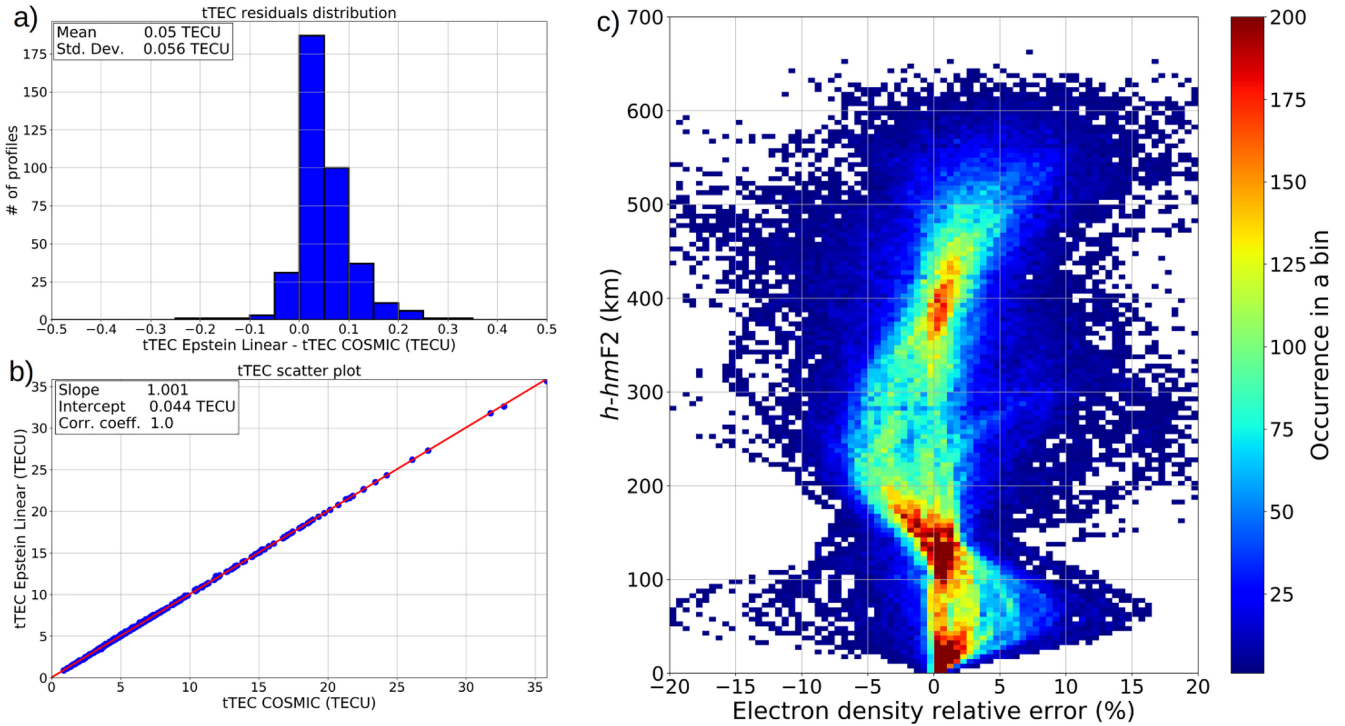 a)
tTEC residuals distribution
Mean 0.05 TECU
Std. Dev. 0.056 TECU
# of profiles
175
150
125
100
75
50
25
0
−0.5 −0.4 −0.3 −0.2 −0.1 0.0 0.1 0.2 0.3 0.4 0.5
tTEC Epstein Linear - tTEC COSMIC (TECU)
b)
tTEC scatter plot
Slope 1.001
Intercept 0.044 TECU
Corr. coeff. 1.0
tTEC Epstein Linear (TECU)
35
30
25
20
15
10
5
0
0 5 10 15 20 25 30 35
tTEC COSMIC (TECU)
c)
h-hmF2 (km)
700
600
500
400
300
200
100
0
−20 −15 −10 −5 0 5 10 15 20
Electron density relative error (%)
200
175
150
125
100
75
50
25
Occurrence in a bin